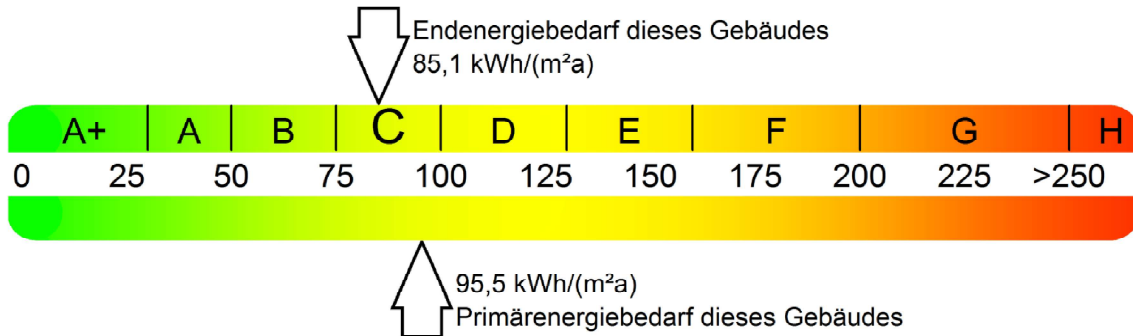 Endenergiebedarf dieses Gebäudes
85,1 kWh/(m²a)
A+ A B C D E F G H
0 25 50 75 100 125 150 175 200 225 >250
95,5 kWh/(m²a)
Primärenergiebedarf dieses Gebäudes